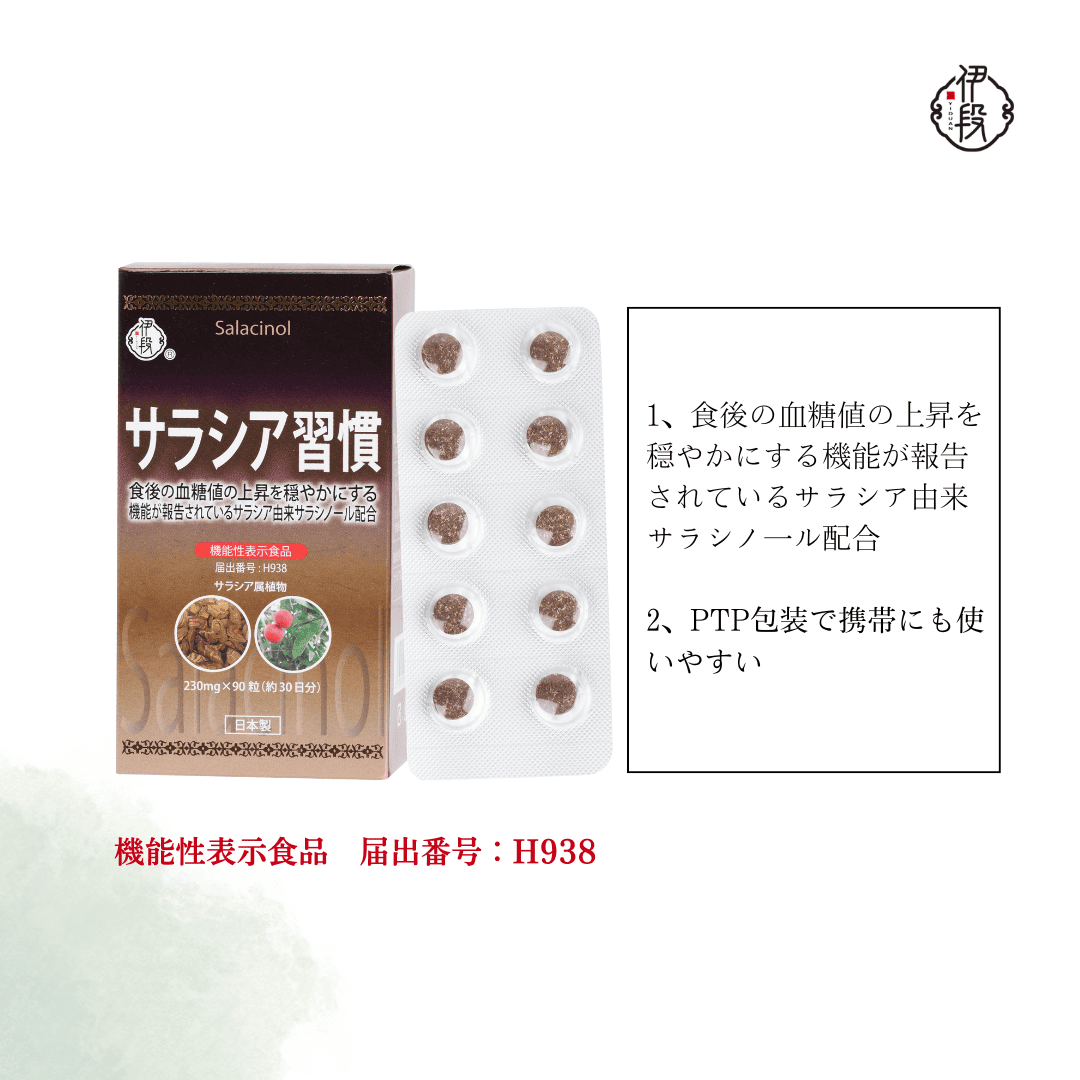 伊段
YIDUAN
Salacinol
伊段
®
サラシア習慣
食後の血糖値の上昇を穏やかにする
機能が報告されているサラシア由来サラシノール配合
機能性表示食品
届出番号：H938
サラシア属植物
Salacinol
230mg×90粒（約30日分）
日本製
1、食後の血糖値の上昇を
穏やかにする機能が報告
されているサラシア由来
サラシノール配合
2、PTP包装で携帯にも使
いやすい
機能性表示食品　届出番号：H938